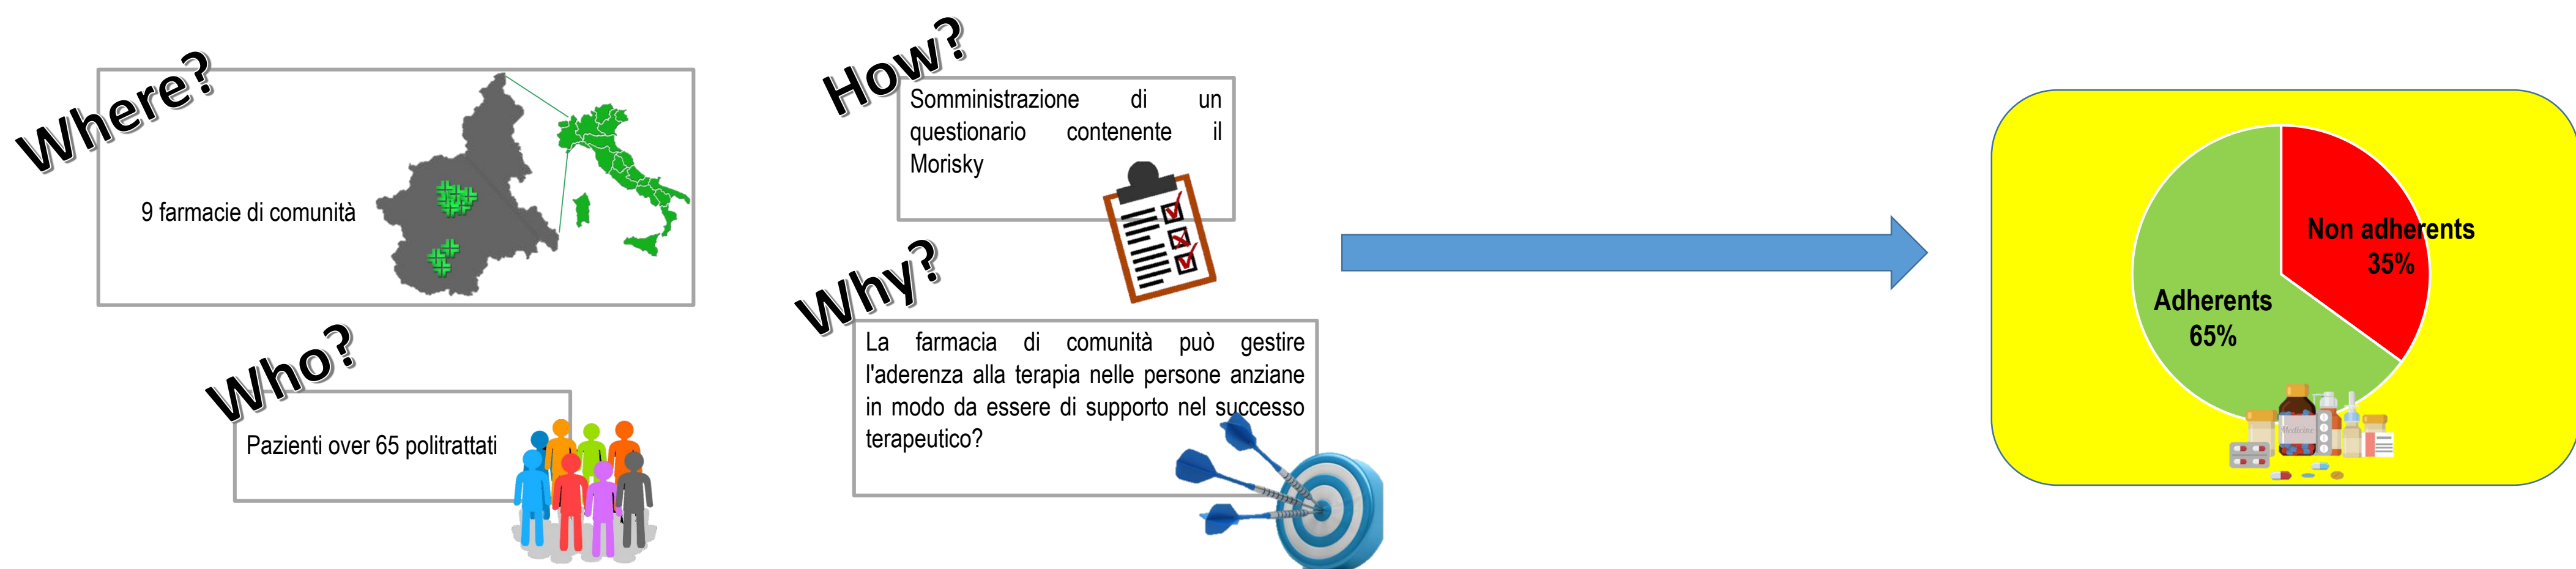 Where?
9 farmacie di comunità
Who?
Pazienti over 65 politrattati
How?
Somministrazione di un
questionario contenente il
Morisky
Why?
La farmacia di comunità può gestire
l'aderenza alla terapia nelle persone anziane
in modo da essere di supporto nel successo
terapeutico?
Non adherents
35%
Adherents
65%
Medicine